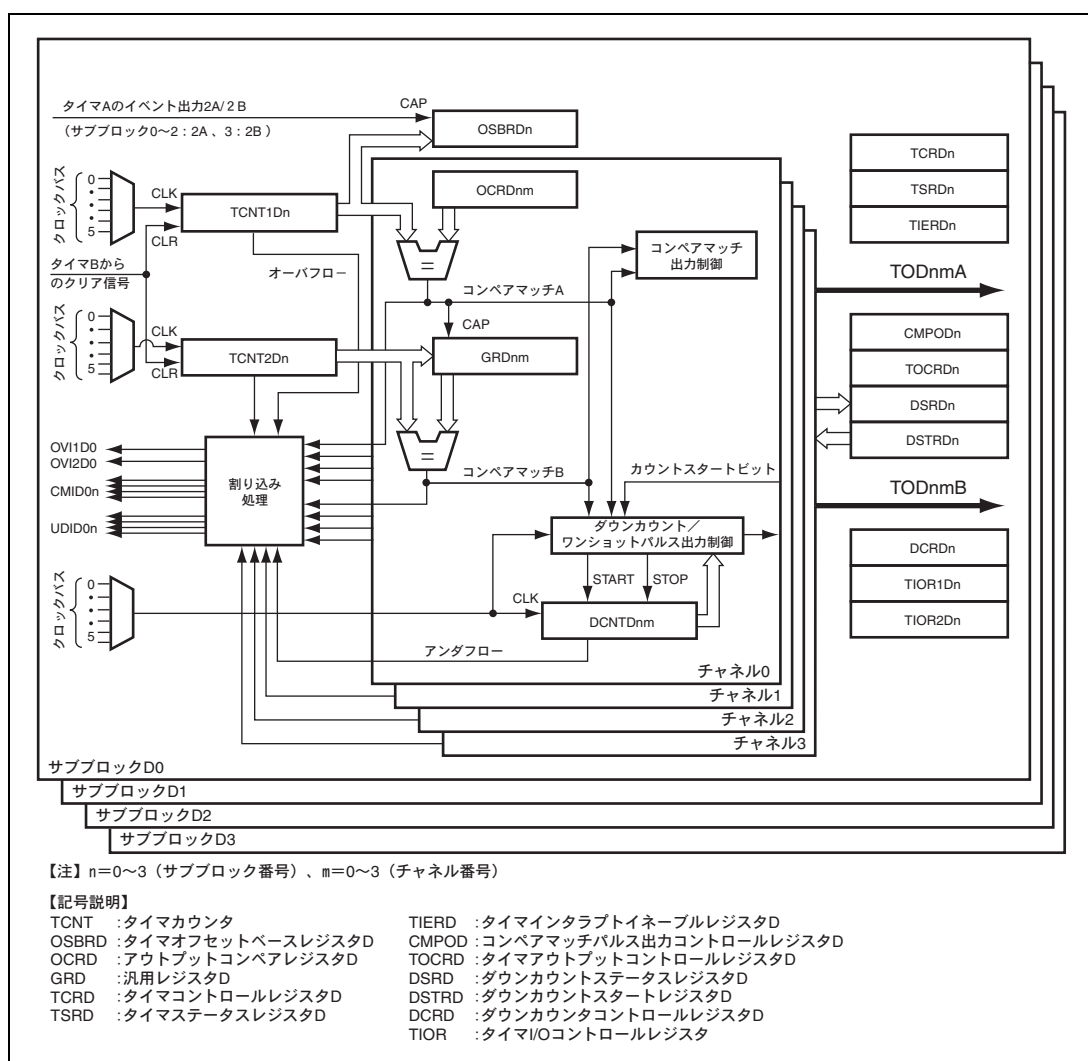 タイマAのイベント出力2A/2B
(サブブロック0～2:2A、3:2B)
CAP
OSBRDn
TCRDn
TSRDn
TIERDn
クロックバス
0
5
CLK
CLR
TCNT1Dn
OCRDnm
=
コンペアマッチ
出力制御
タイマBから
のクリア信号
オーバフロー
コンペアマッチA
TODnmA
クロックバス
0
5
CLK
CLR
TCNT2Dn
CAP
GRDnm
=
CMPODn
TOCRDn
DSRDn
DSTRDn
OVI1D0
OVI2D0
CMID0n
UDID0n
割り込み
処理
コンペアマッチB
カウントスタートビット
TODnmB
ダウンカウント/
ワンショットパルス出力制御
START
STOP
DCRDn
TIOR1Dn
TIOR2Dn
クロックバス
0
5
CLK
DCNTDnm
アンダフロー
チャネル0
チャネル1
チャネル2
チャネル3
サブブロックD0
サブブロックD1
サブブロックD2
サブブロックD3
【注】n=0～3(サブブロック番号)、m=0～3(チャネル番号)
【記号説明】
TCNT :タイマカウンタ
OSBRD :タイマオフセットベースレジスタD
OCRD :アウトプットコンペアレジスタD
GRD :汎用レジスタD
TCRD :タイマコントロールレジスタD
TSRD :タイマステータスレジスタD
TIERD :タイマインタラプトイネーブルレジスタD
CMPOD :コンペアマッチパルス出力コントロールレジスタD
TOCRD :タイマアウトプットコントロールレジスタD
DSRD :ダウンカウントステータスレジスタD
DSTRD :ダウンカウントスタートレジスタD
DCRD :ダウンカウンタコントロールレジスタD
TIOR :タイマI/Oコントロールレジスタ